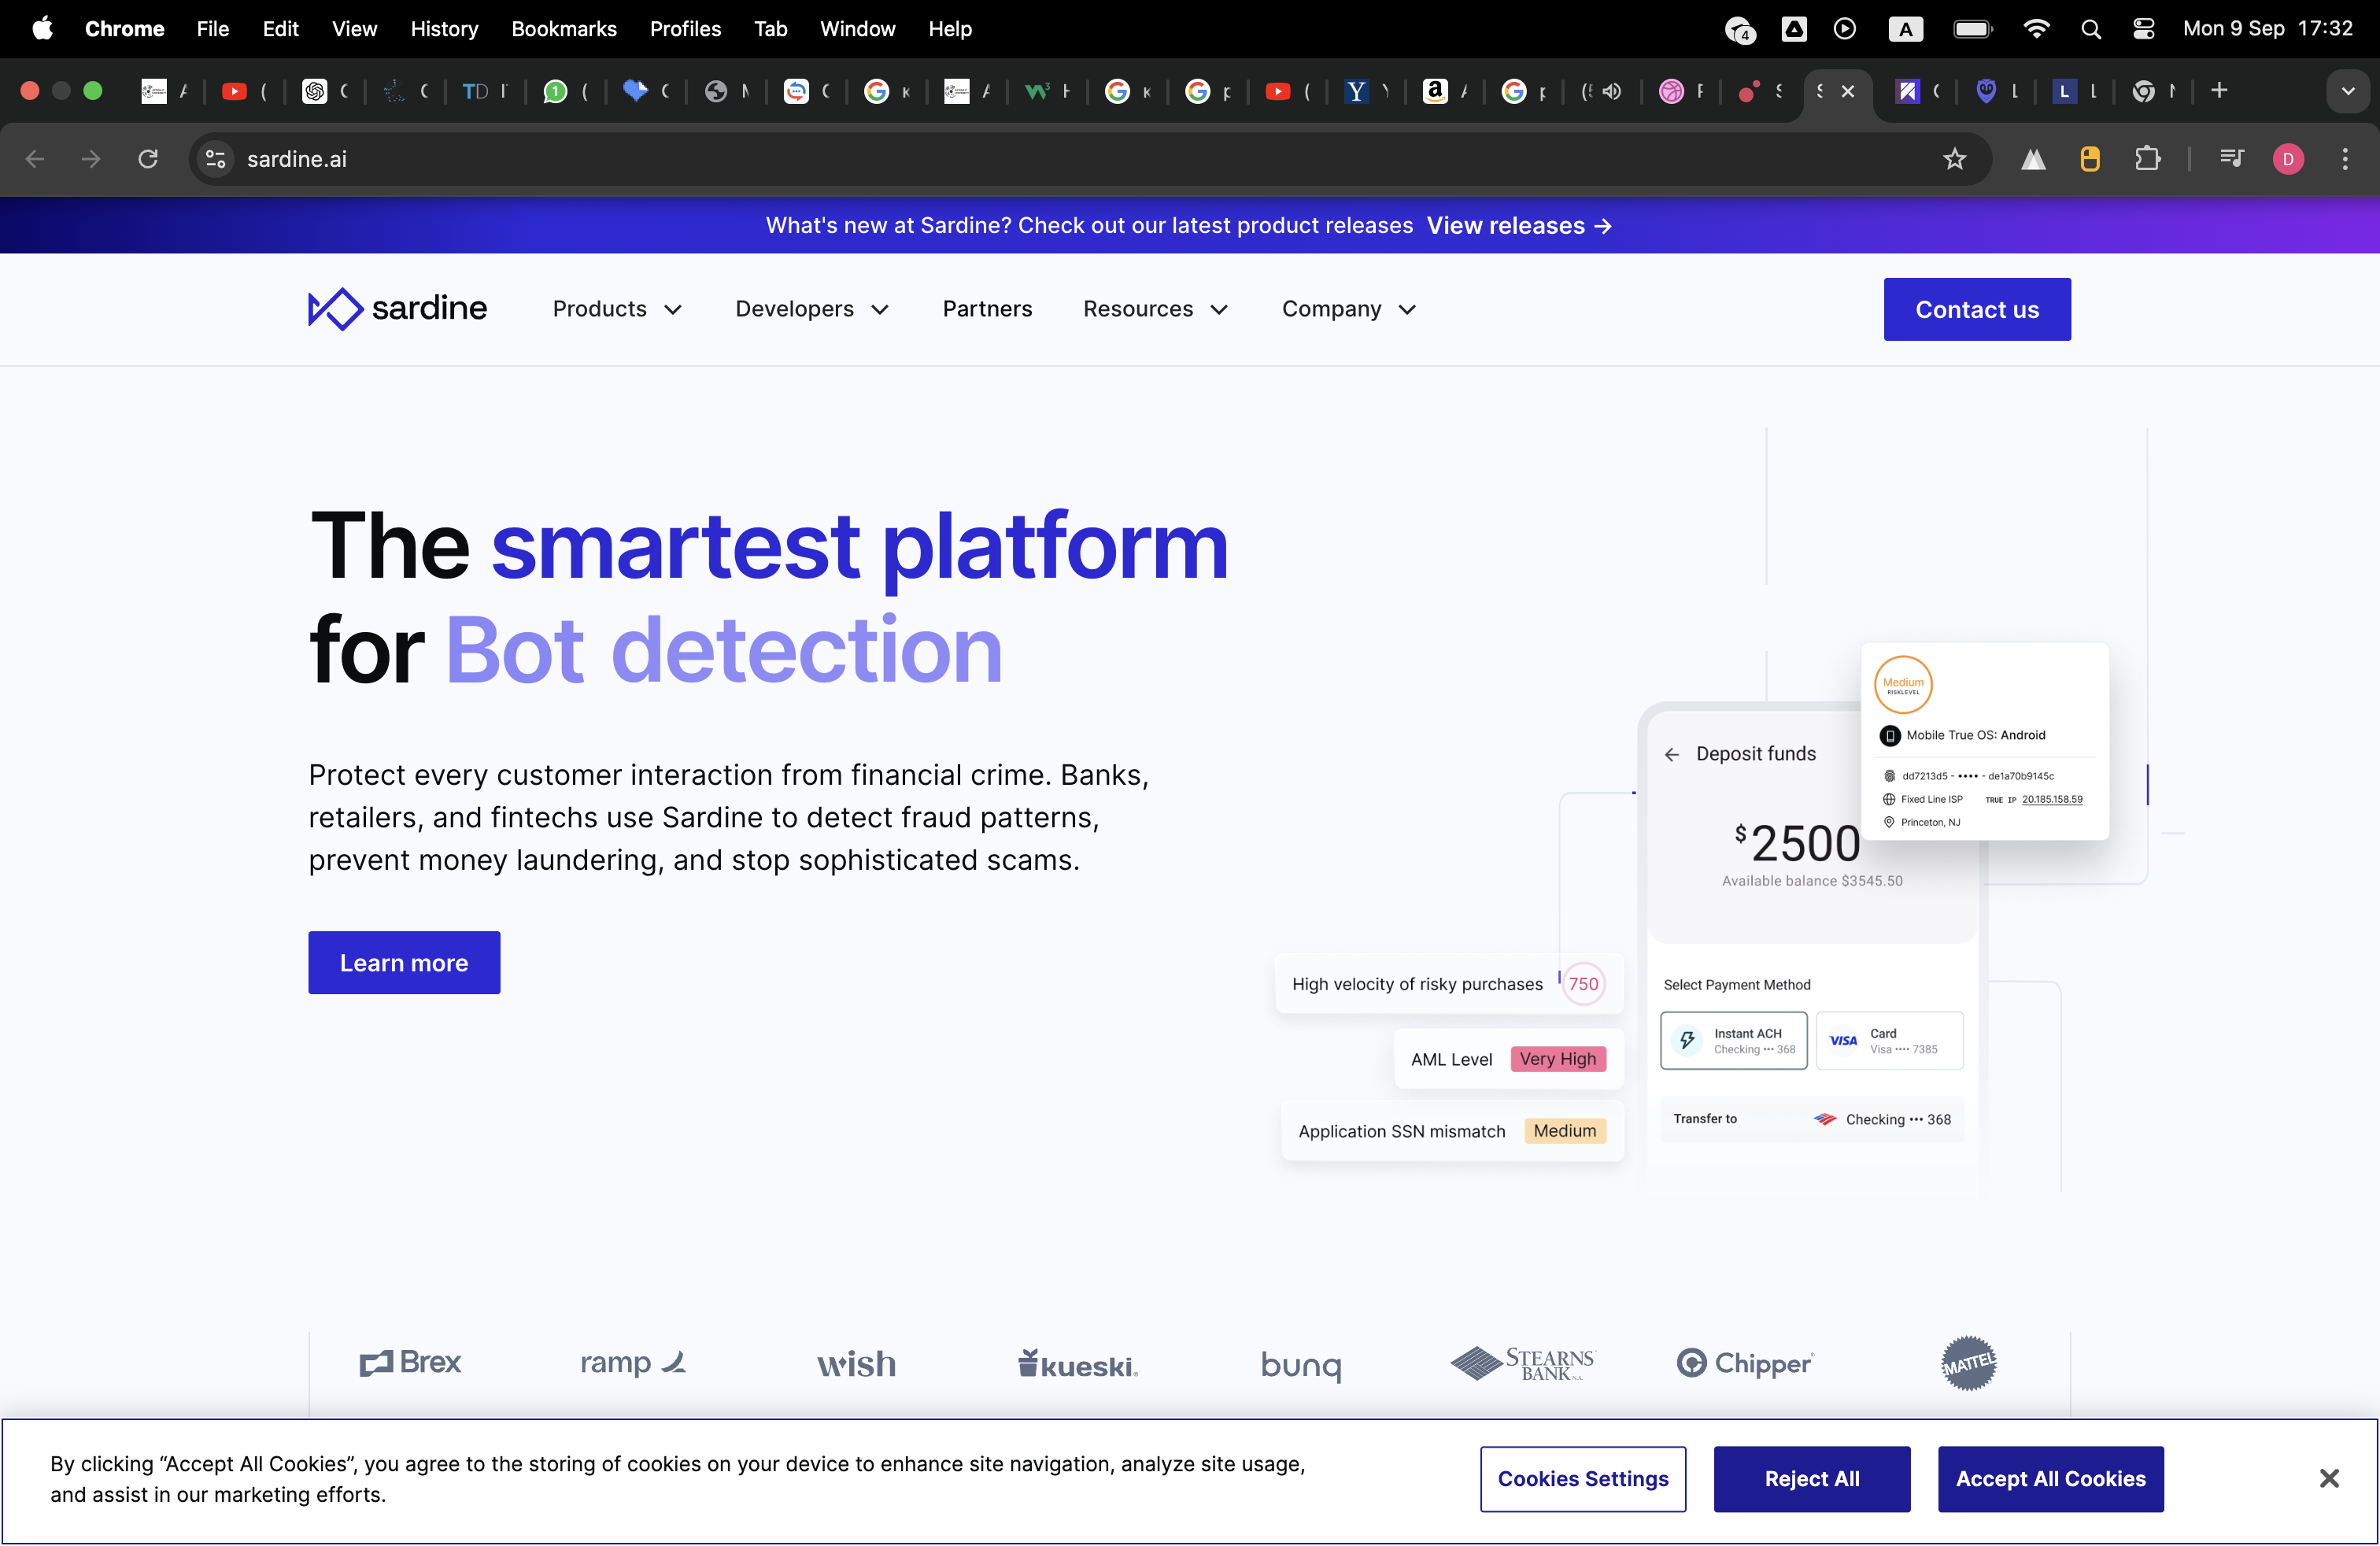 Chrome File Edit View History Bookmarks Profiles Tab Window Help
4 A Mon 9 Sep 17:32
sardine.ai
D
What's new at Sardine? Check out our latest product releases View releases →
sardine
Products Developers Partners Resources Company
Contact us
The smartest platform
for Bot detection
Protect every customer interaction from financial crime. Banks,
retailers, and fintechs use Sardine to detect fraud patterns,
prevent money laundering, and stop sophisticated scams.
Learn more
Medium
RISKLEVEL
Mobile True OS: Android
dd7213d5 - •••• - de1a70b9145c
Fixed Line ISP TRUE IP 20.185.158.59
Princeton, NJ
Deposit funds
$2500
Available balance $3545.50
High velocity of risky purchases 750
AML Level Very High
Application SSN mismatch Medium
Select Payment Method
Instant ACH
Checking ••• 368
VISA
Card
Visa •••• 7385
Transfer to Checking ••• 368
Brex ramp wish kueski bunq STEARNS BANK N.A. Chipper MATTEL
By clicking “Accept All Cookies”, you agree to the storing of cookies on your device to enhance site navigation, analyze site usage,
and assist in our marketing efforts.
Cookies Settings
Reject All
Accept All Cookies